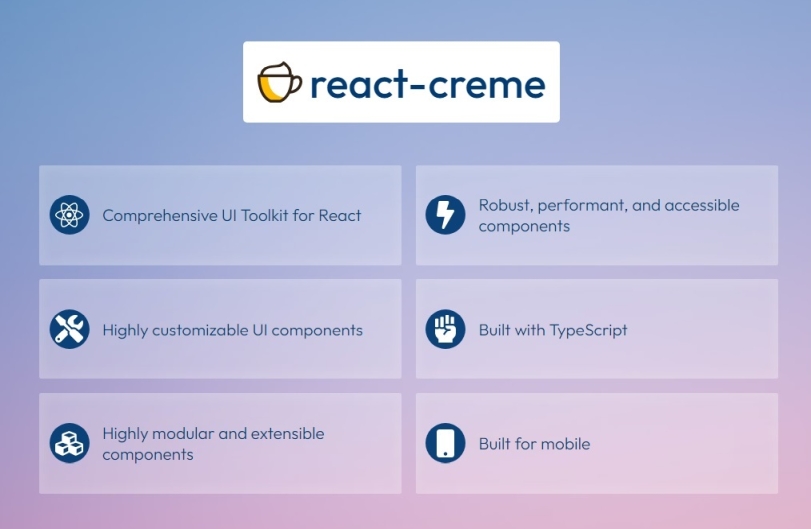 react-creme
Comprehensive UI Toolkit for React
Robust, performant, and accessible
components
Highly customizable UI components
Built with TypeScript
Highly modular and extensible
components
Built for mobile